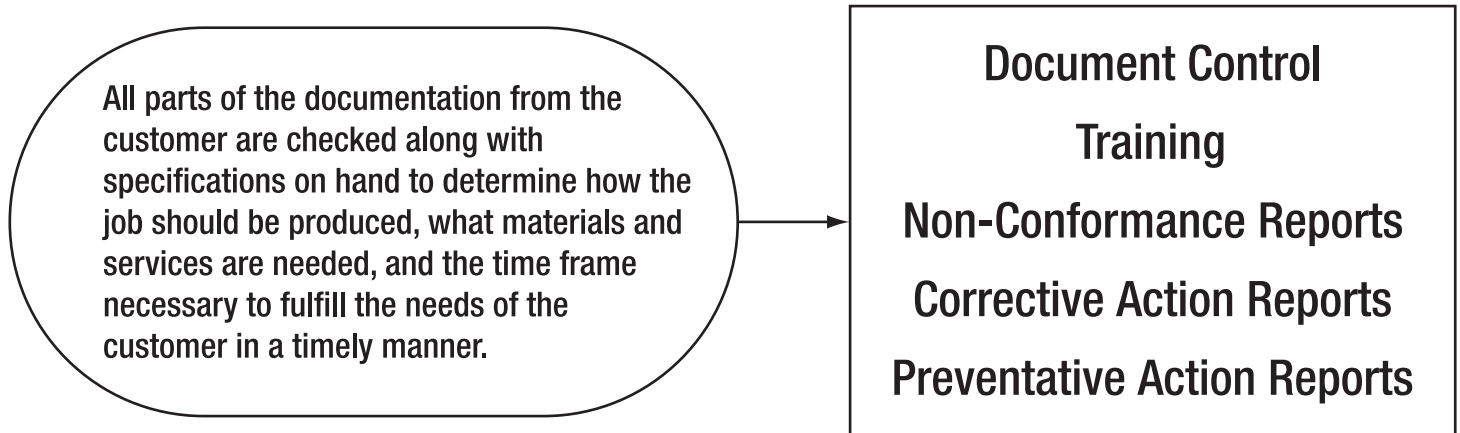 All parts of the documentation from the
customer are checked along with
specifications on hand to determine how the
job should be produced, what materials and
services are needed, and the time frame
necessary to fulfill the needs of the
customer in a timely manner.
Document Control
Training
Non-Conformance Reports
Corrective Action Reports
Preventative Action Reports